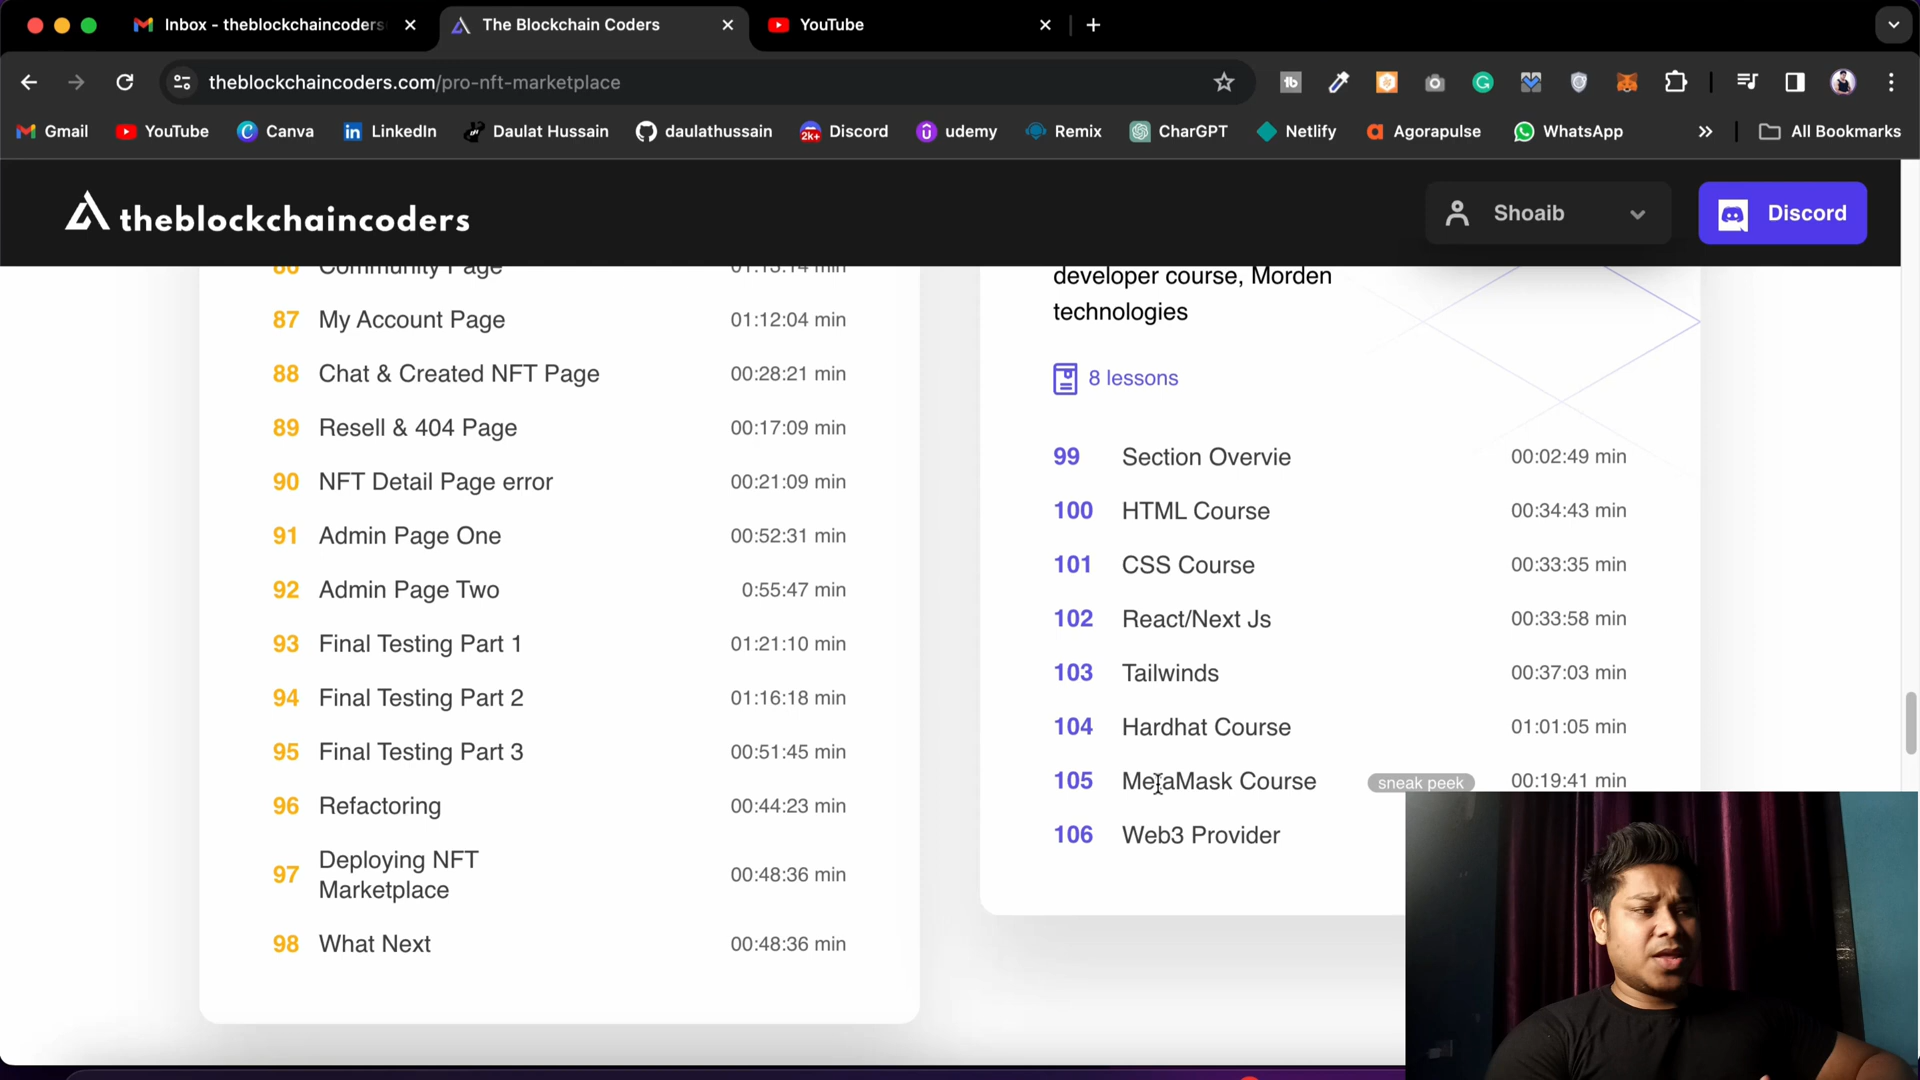 Inbox - theblockchaincoders
The Blockchain Coders
YouTube
theblockchaincoders.com/pro-nft-marketplace
Gmail
YouTube
Canva
LinkedIn
Daulat Hussain
daulathussain
2k+
Discord
udemy
Remix
CharGPT
Netlify
Agorapulse
WhatsApp
All Bookmarks
theblockchaincoders
Shoaib
Discord
86 Community Page 01:13:14 min
87 My Account Page 01:12:04 min
88 Chat & Created NFT Page 00:28:21 min
89 Resell & 404 Page 00:17:09 min
90 NFT Detail Page error 00:21:09 min
91 Admin Page One 00:52:31 min
92 Admin Page Two 0:55:47 min
93 Final Testing Part 1 01:21:10 min
94 Final Testing Part 2 01:16:18 min
95 Final Testing Part 3 00:51:45 min
96 Refactoring 00:44:23 min
97 Deploying NFT
Marketplace 00:48:36 min
98 What Next 00:48:36 min
developer course, Morden
technologies
8 lessons
99 Section Overvie 00:02:49 min
100 HTML Course 00:34:43 min
101 CSS Course 00:33:35 min
102 React/Next Js 00:33:58 min
103 Tailwinds 00:37:03 min
104 Hardhat Course 01:01:05 min
105 MetaMask Course sneak peek 00:19:41 min
106 Web3 Provider